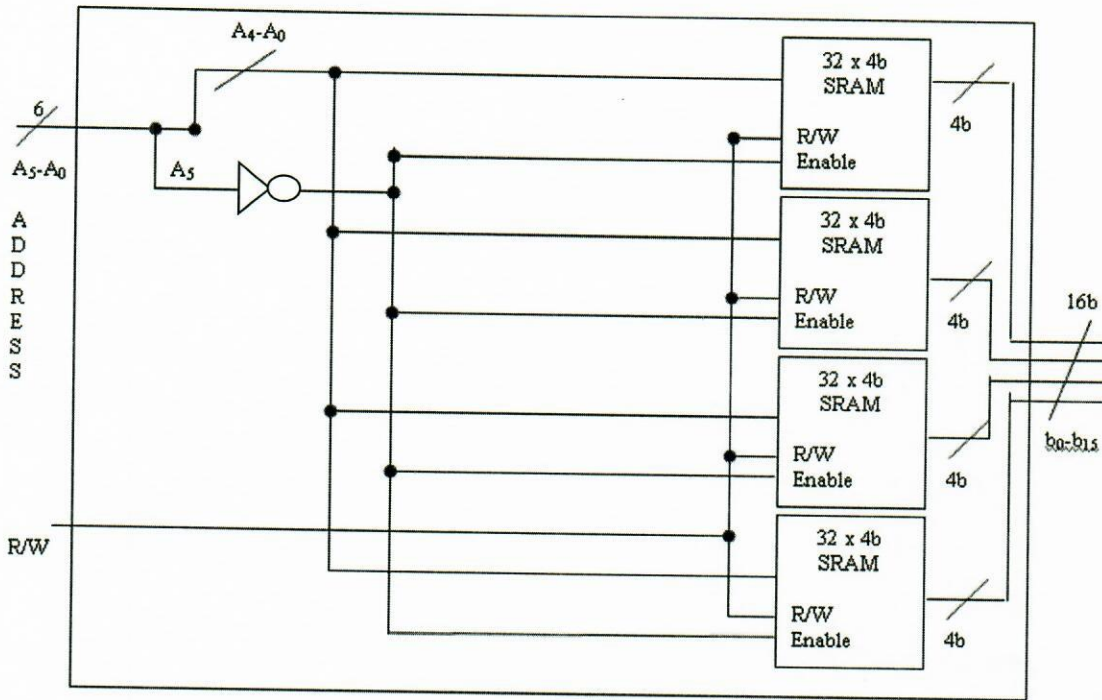 A₄-A₀
6
A₅-A₀
A₅
A
D
D
R
E
S
S
R/W
32 x 4b
SRAM
R/W
Enable
4b
32 x 4b
SRAM
R/W
Enable
4b
32 x 4b
SRAM
R/W
Enable
4b
32 x 4b
SRAM
R/W
Enable
4b
16b
b₀-b₁₅